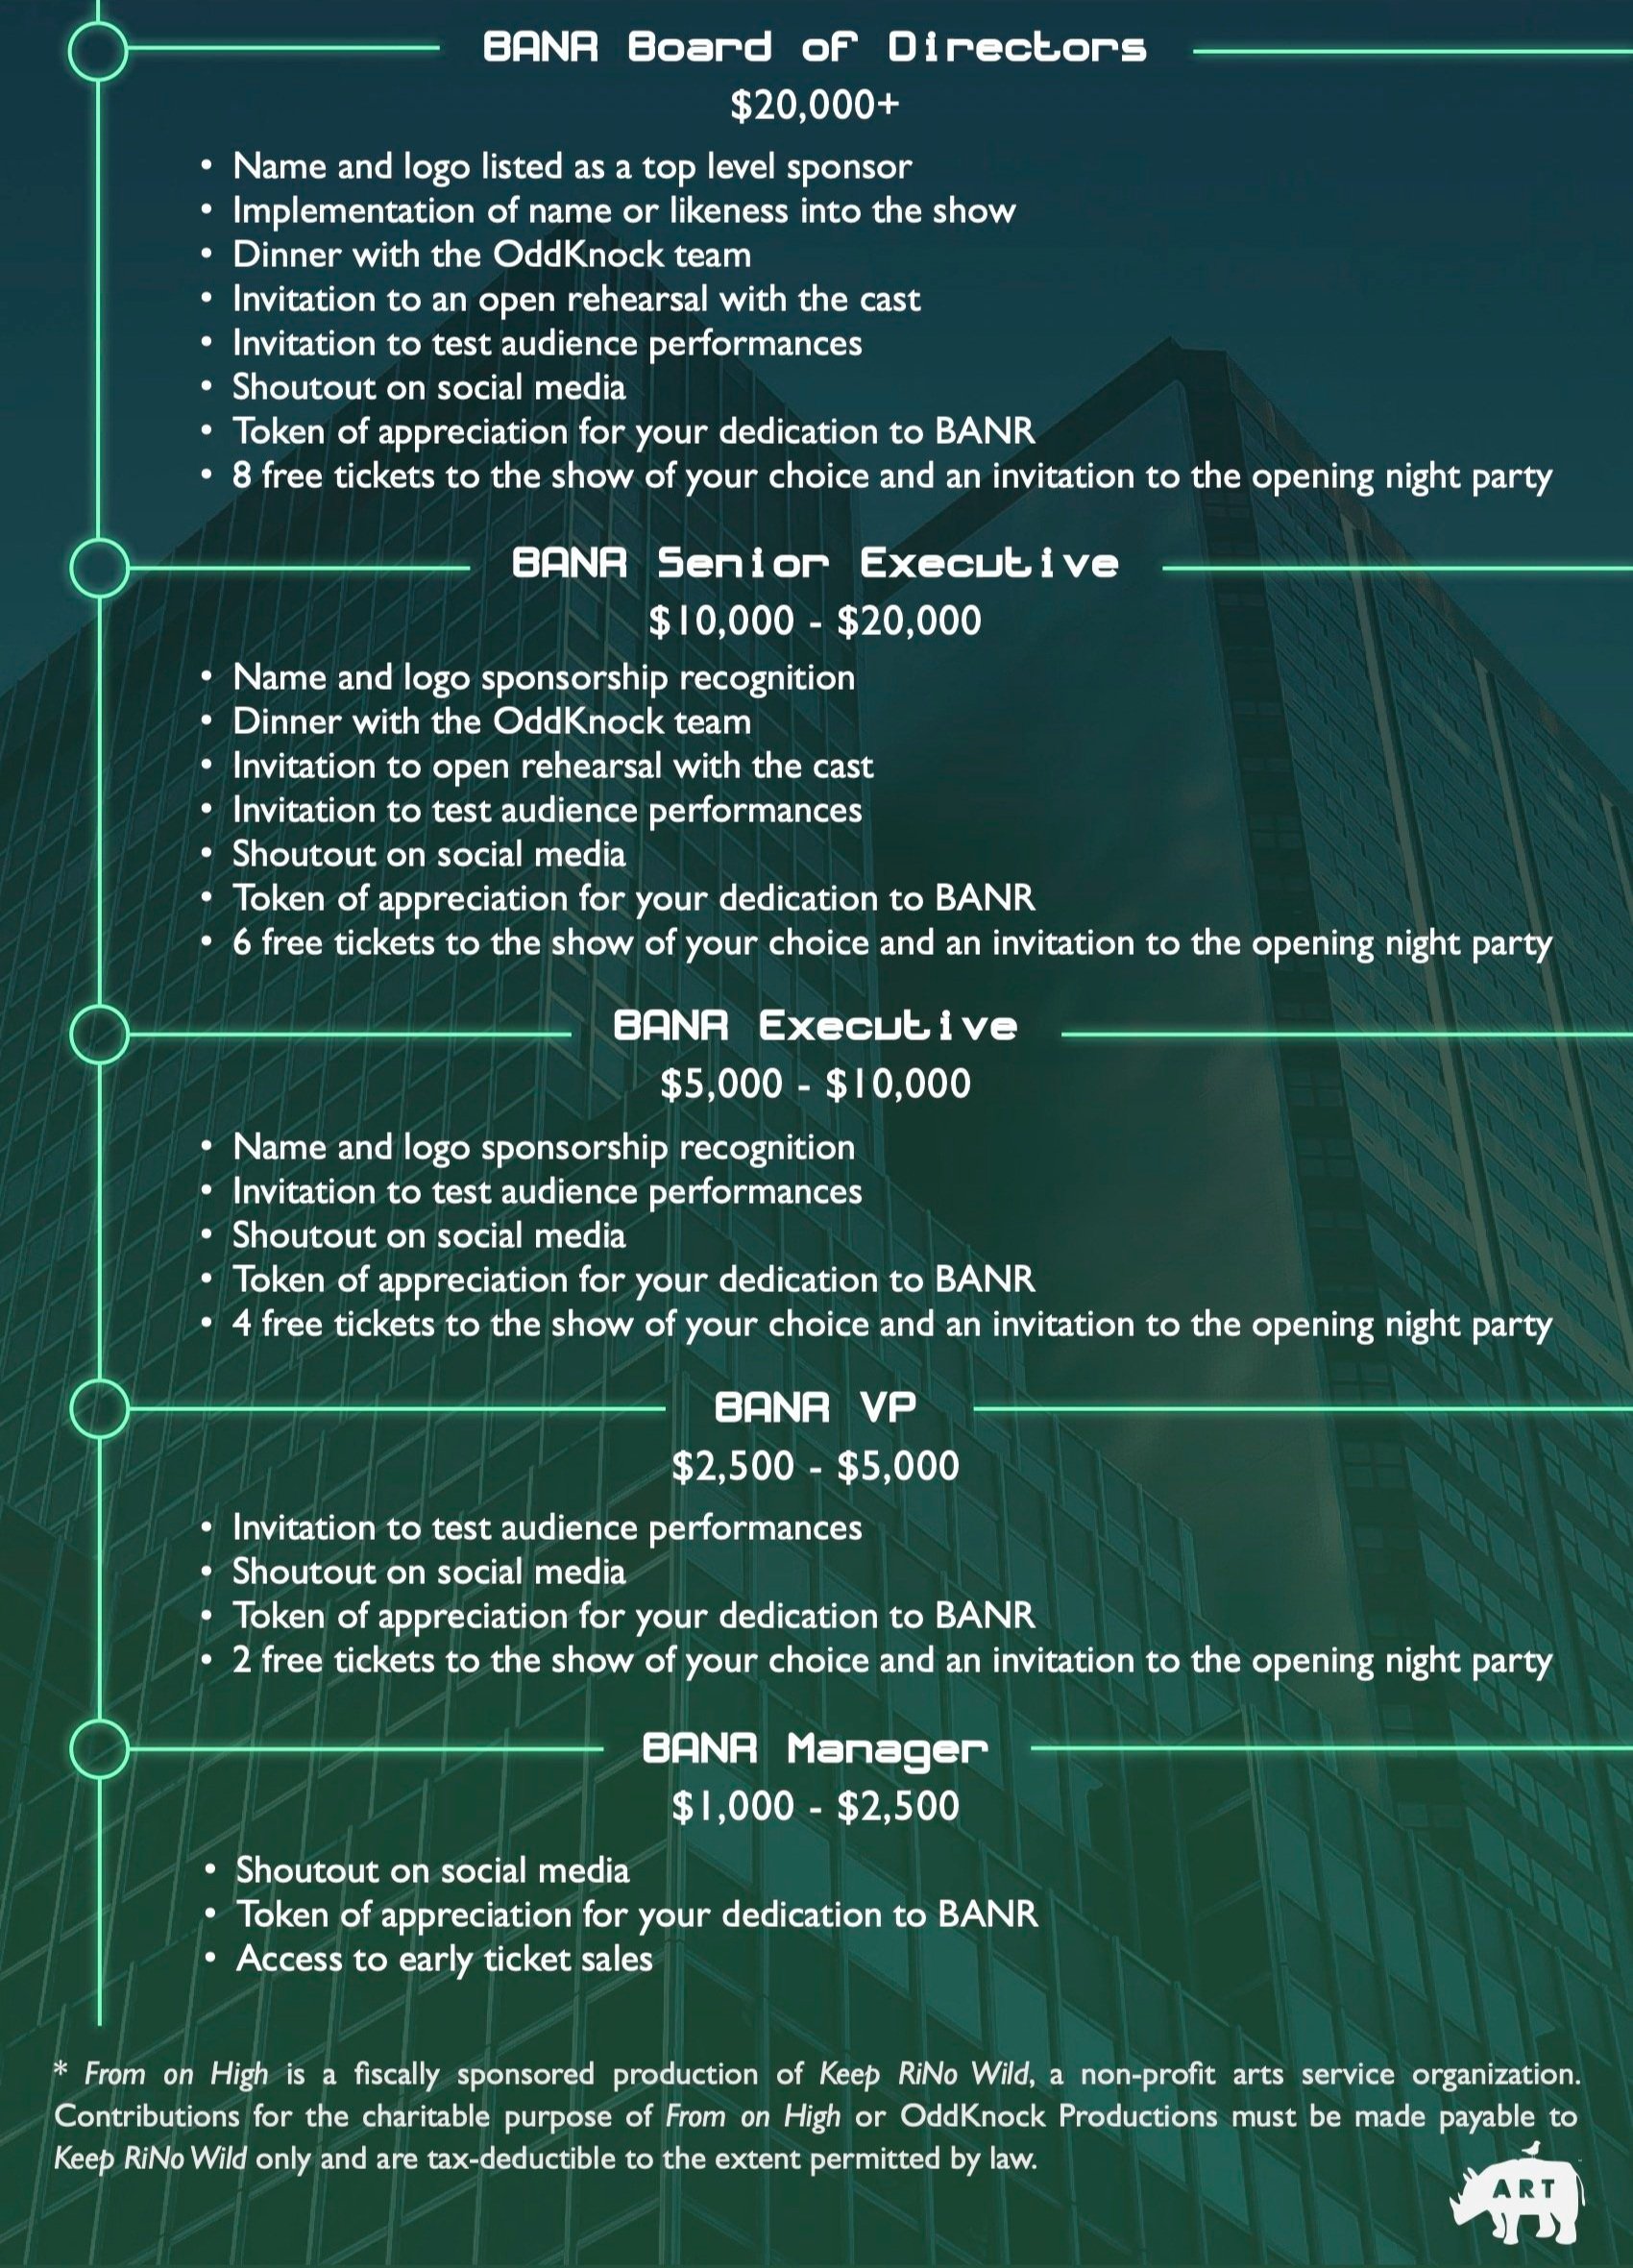 BANR Board of Directors
$20,000+
• Name and logo listed as a top level sponsor
• Implementation of name or likeness into the show
• Dinner with the OddKnock team
• Invitation to an open rehearsal with the cast
• Invitation to test audience performances
• Shoutout on social media
• Token of appreciation for your dedication to BANR
• 8 free tickets to the show of your choice and an invitation to the opening night party
BANR Senior Executive
$10,000 - $20,000
• Name and logo sponsorship recognition
• Dinner with the OddKnock team
• Invitation to open rehearsal with the cast
• Invitation to test audience performances
• Shoutout on social media
• Token of appreciation for your dedication to BANR
• 6 free tickets to the show of your choice and an invitation to the opening night party
BANR Executive
$5,000 - $10,000
• Name and logo sponsorship recognition
• Invitation to test audience performances
• Shoutout on social media
• Token of appreciation for your dedication to BANR
• 4 free tickets to the show of your choice and an invitation to the opening night party
BANR VP
$2,500 - $5,000
• Invitation to test audience performances
• Shoutout on social media
• Token of appreciation for your dedication to BANR
• 2 free tickets to the show of your choice and an invitation to the opening night party
BANR Manager
$1,000 - $2,500
• Shoutout on social media
• Token of appreciation for your dedication to BANR
• Access to early ticket sales
* From on High is a fiscally sponsored production of Keep RiNo Wild, a non-profit arts service organization.
Contributions for the charitable purpose of From on High or OddKnock Productions must be made payable to
Keep RiNo Wild only and are tax-deductible to the extent permitted by law.
ART